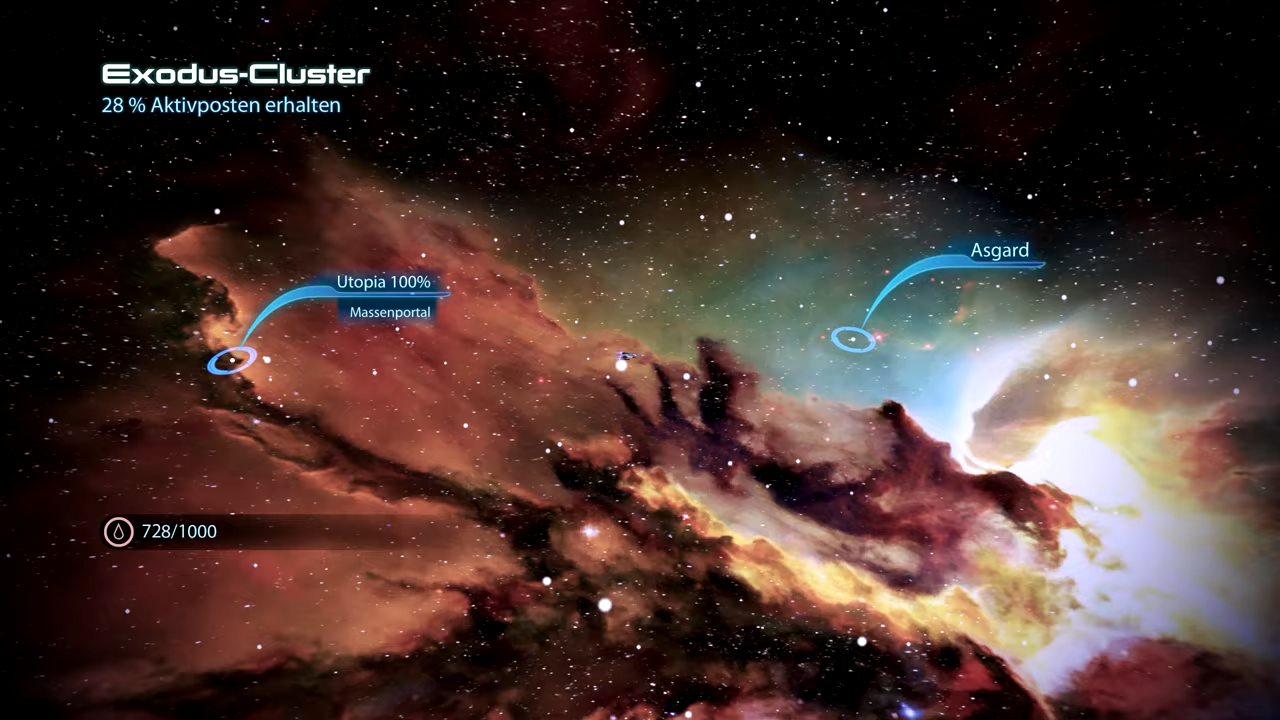 Exodus-Cluster
28 % Aktivposten erhalten
Asgard
Utopia 100%
Massenportal
728/1000